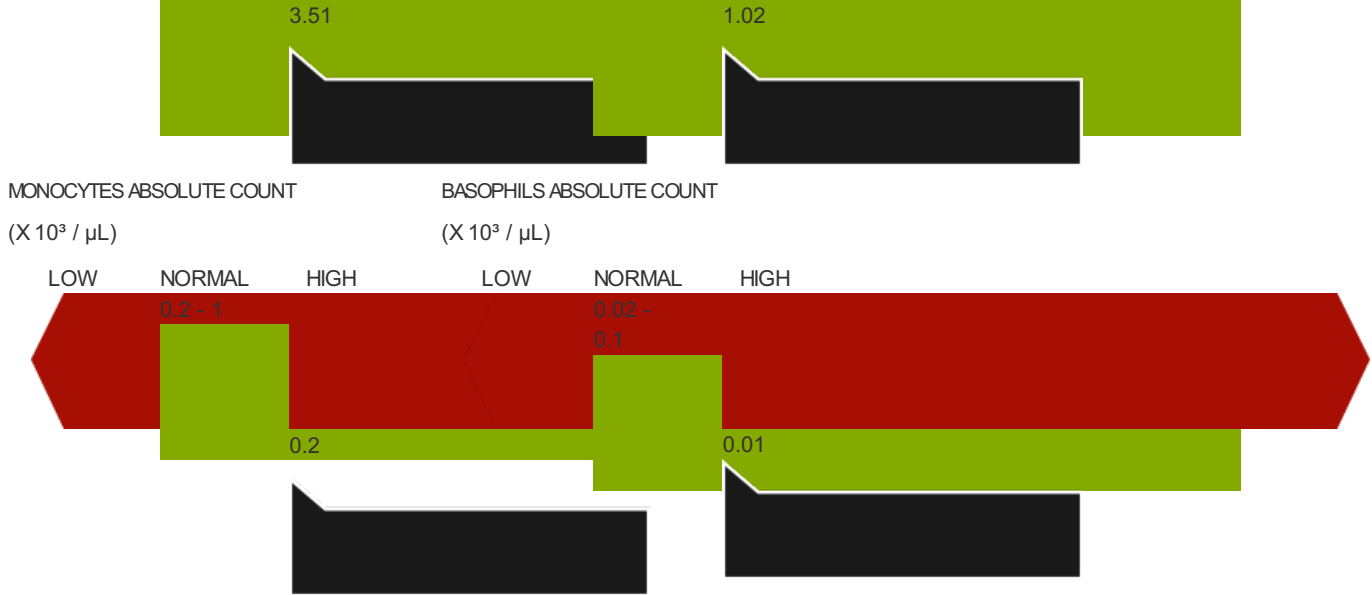 3.51 1.02
MONOCYTES ABSOLUTE COUNT BASOPHILS ABSOLUTE COUNT
(X 10³ / µL) (X 10³ / µL)
LOW NORMAL HIGH LOW NORMAL HIGH
0.2 - 1 0.02 -
0.1
0.2 0.01